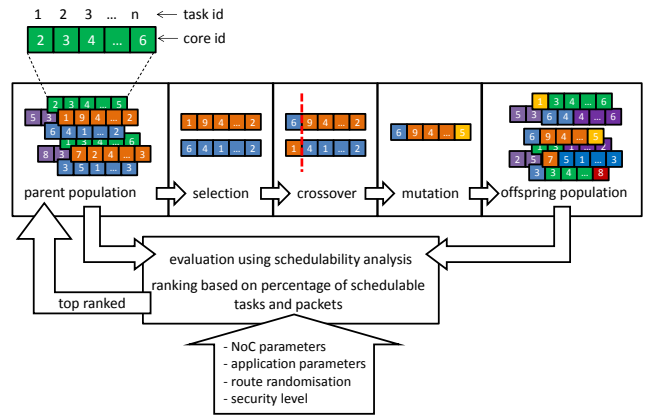 1 2 3 ... n task id
2 3 4 ... 6 core id
2 3 4 ... 5
5 3 1 9 4 ... 2
6 4 1 ... 2
1 3 4 ... 6
8 3 7 2 4 ... 3
3 5 1 ... 3
parent population
1 9 4 ... 2
6 4 1 ... 2
selection
6 9 4 ... 2
1 4 1 ... 2
crossover
6 9 4 ... 5
mutation
1 3 4 ... 6
5 3 6 4 4 ... 6
6 9 4 ... 5
2 5 7 5 1 ... 3
3 3 4 ... 8
offspring population
evaluation using schedulability analysis
ranking based on percentage of schedulable
tasks and packets
top ranked
- NoC parameters
- application parameters
- route randomisation
- security level